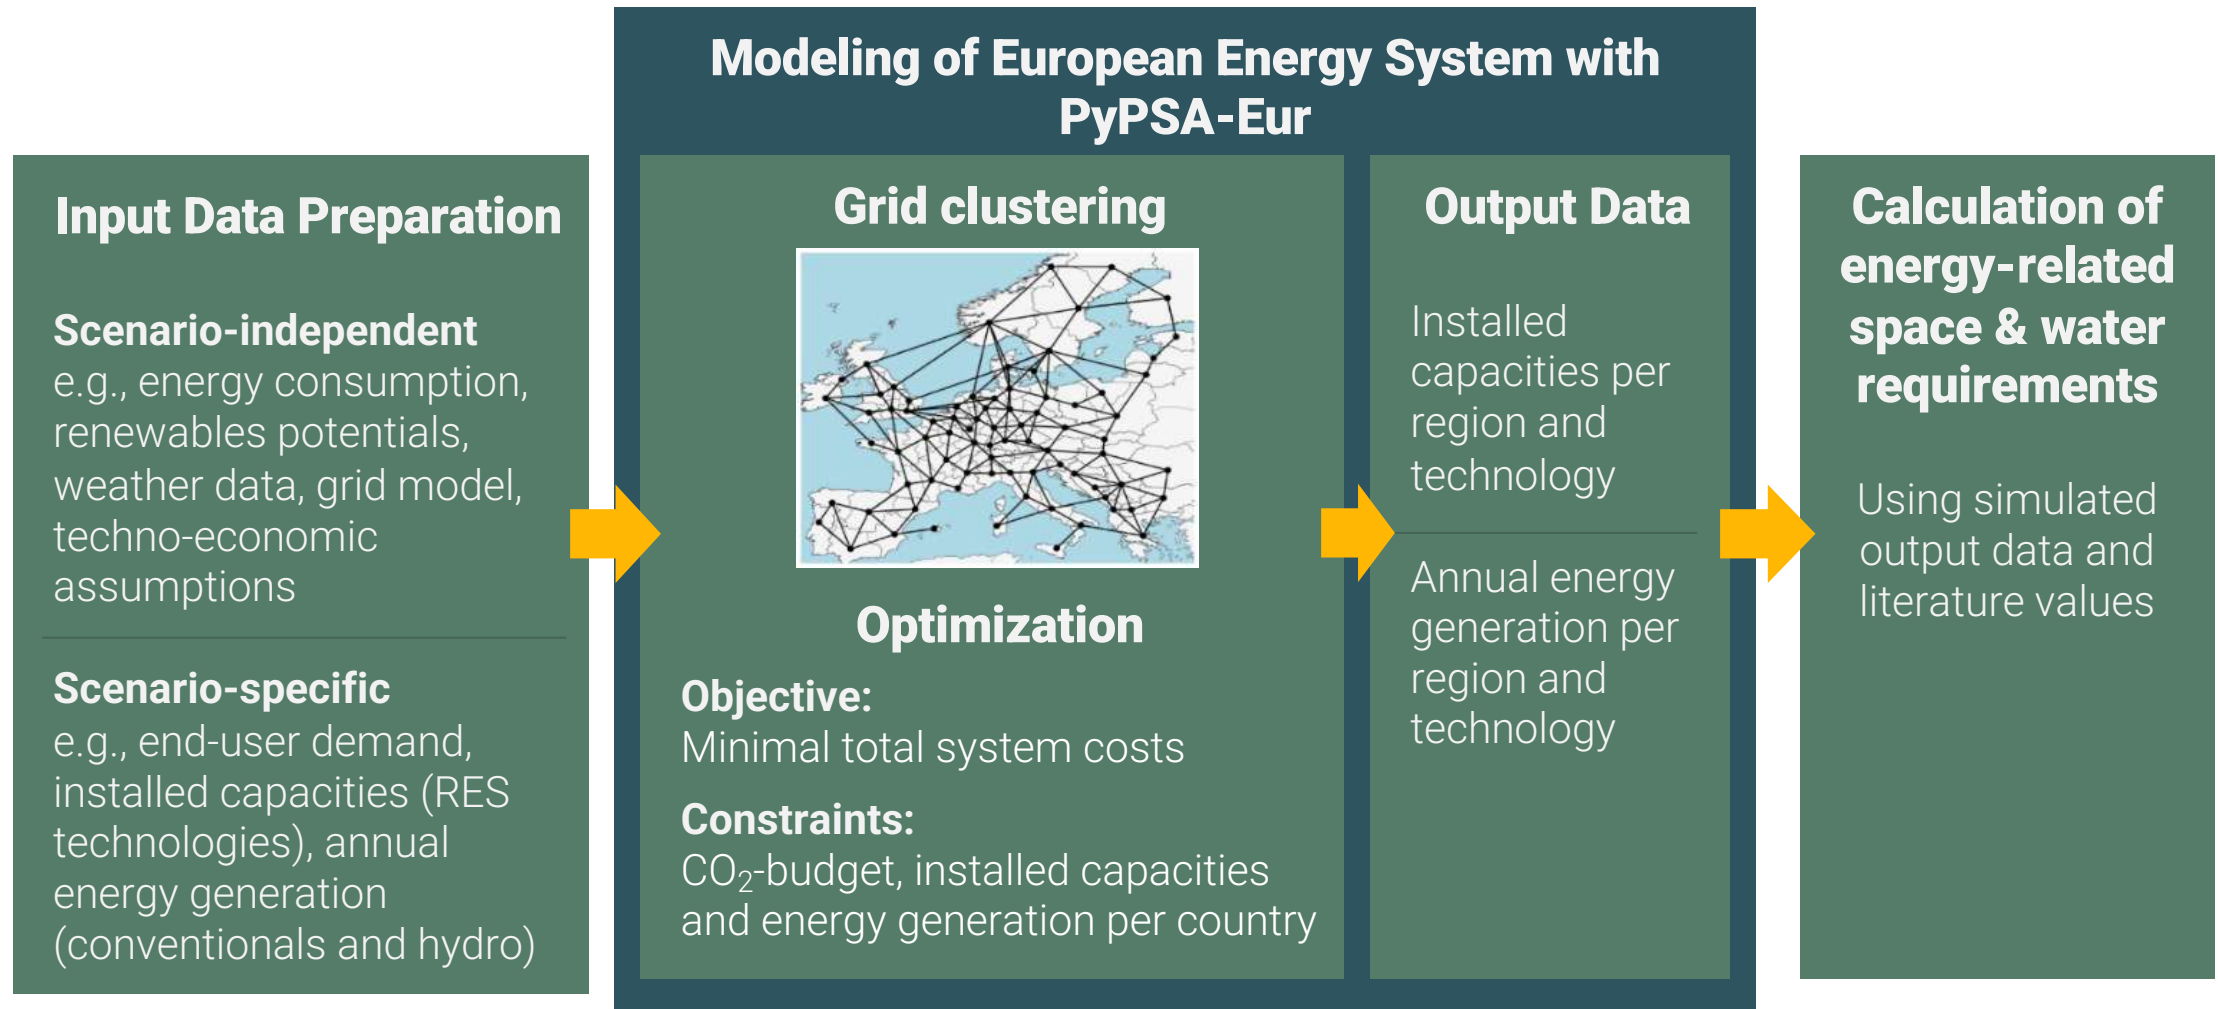 Modeling of European Energy System with
PyPSA-Eur
Input Data Preparation
Scenario-independent
e.g., energy consumption,
renewables potentials,
weather data, grid model,
techno-economic
assumptions
Scenario-specific
e.g., end-user demand,
installed capacities (RES
technologies), annual
energy generation
(conventionals and hydro)
Grid clustering
Optimization
Objective:
Minimal total system costs
Constraints:
CO₂-budget, installed capacities
and energy generation per country
Output Data
Installed
capacities per
region and
technology
Annual energy
generation per
region and
technology
Calculation of
energy-related
space & water
requirements
Using simulated
output data and
literature values